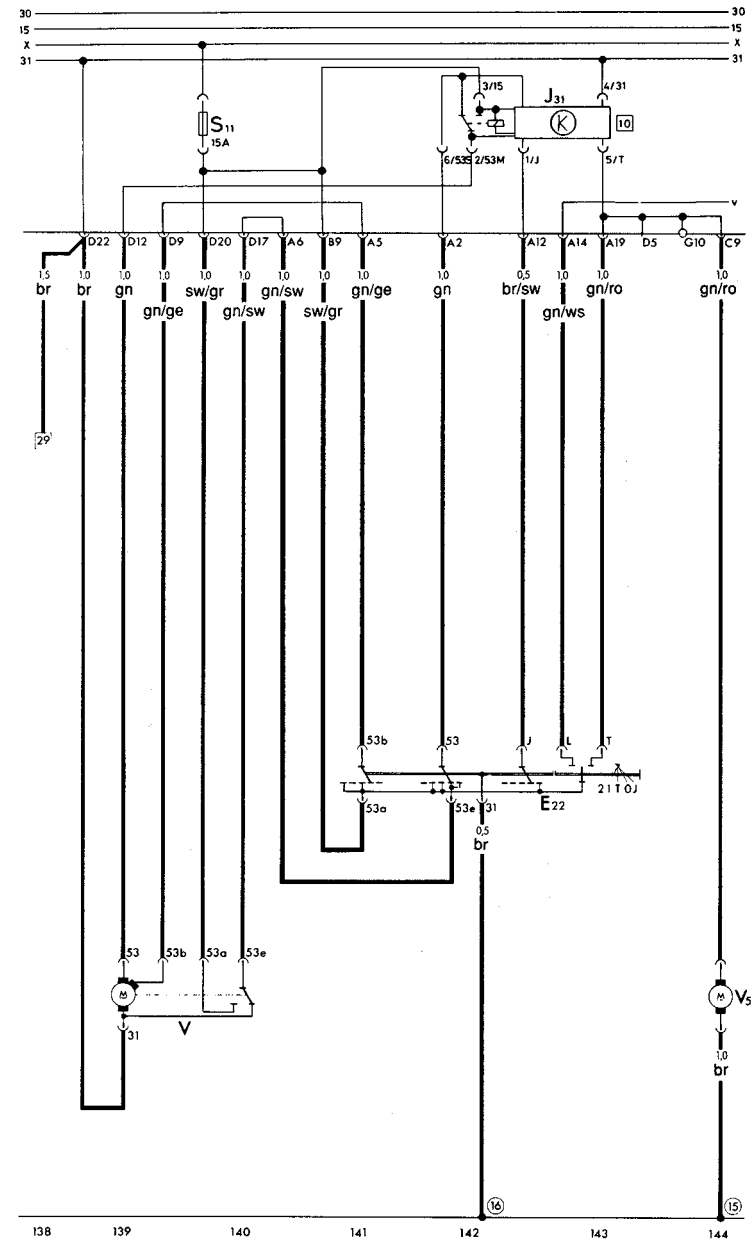 30 30
15 15
X X
31 31
3/15 J31 4/31
S11 15A K 10
6/53S 2/53M 1/J 5/T
V
D22 D12 D9 D20 D17 A6 B9 A5 A2 A12 A14 A19 D5 G10 C9
1,5 1,0 1,0 1,0 1,0 1,0 1,0 1,0 1,0 1,0 0,5 1,0 1,0 1,0
br br gn sw/gr gn/sw gn/ge gn br/sw gn/ro gn/ro
gn/ge gn/sw sw/gr gn/ws
29
53b 53 J L T
2 1 T 0 J
53a 53e 31 E22
0,5
br
53 53b 53a 53e
M M V5
31 V
1,0
br
16 15
138 139 140 141 142 143 144